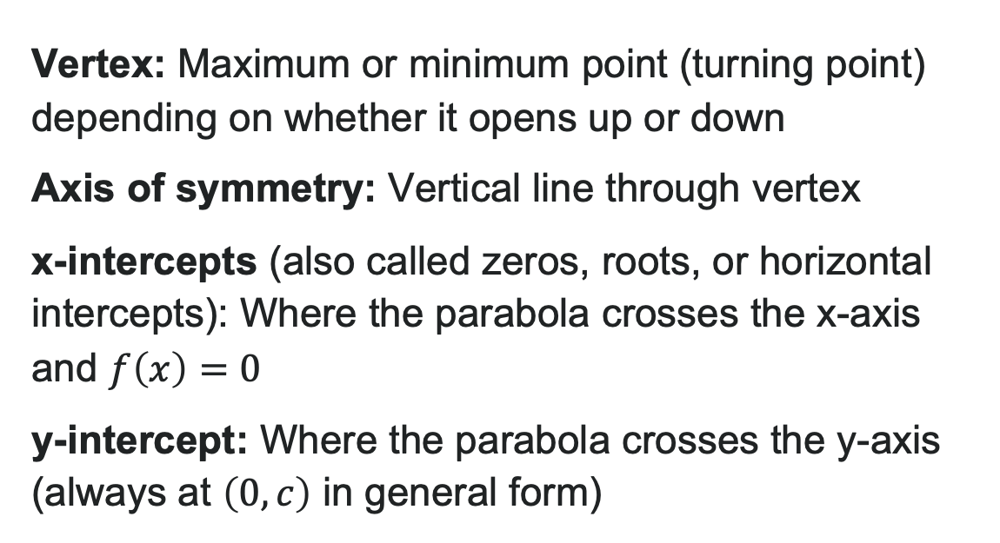 Vertex: Maximum or minimum point (turning point)
depending on whether it opens up or down
Axis of symmetry: Vertical line through vertex
x-intercepts (also called zeros, roots, or horizontal
intercepts): Where the parabola crosses the x-axis
and f(x) = 0
y-intercept: Where the parabola crosses the y-axis
(always at (0, c) in general form)